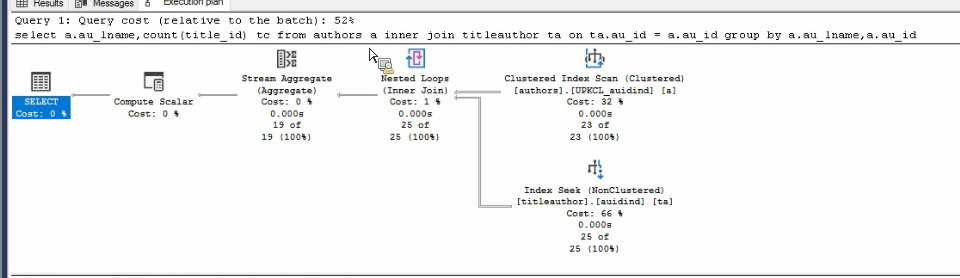 Results Messages Execution plan
Query 1: Query cost (relative to the batch): 52%
select a.au_lname,count(title_id) tc from authors a inner join titleauthor ta on ta.au_id = a.au_id group by a.au_lname,a.au_id
SELECT
Cost: 0 %
Compute Scalar
Cost: 0 %
Stream Aggregate
(Aggregate)
Cost: 0 %
0.000s
19 of
19 (100%)
Nested Loops
(Inner Join)
Cost: 1 %
0.000s
25 of
25 (100%)
Clustered Index Scan (Clustered)
[authors].[UPKCL_auidind] [a]
Cost: 32 %
0.000s
23 of
23 (100%)
Index Seek (NonClustered)
[titleauthor].[auidind] [ta]
Cost: 66 %
0.000s
25 of
25 (100%)